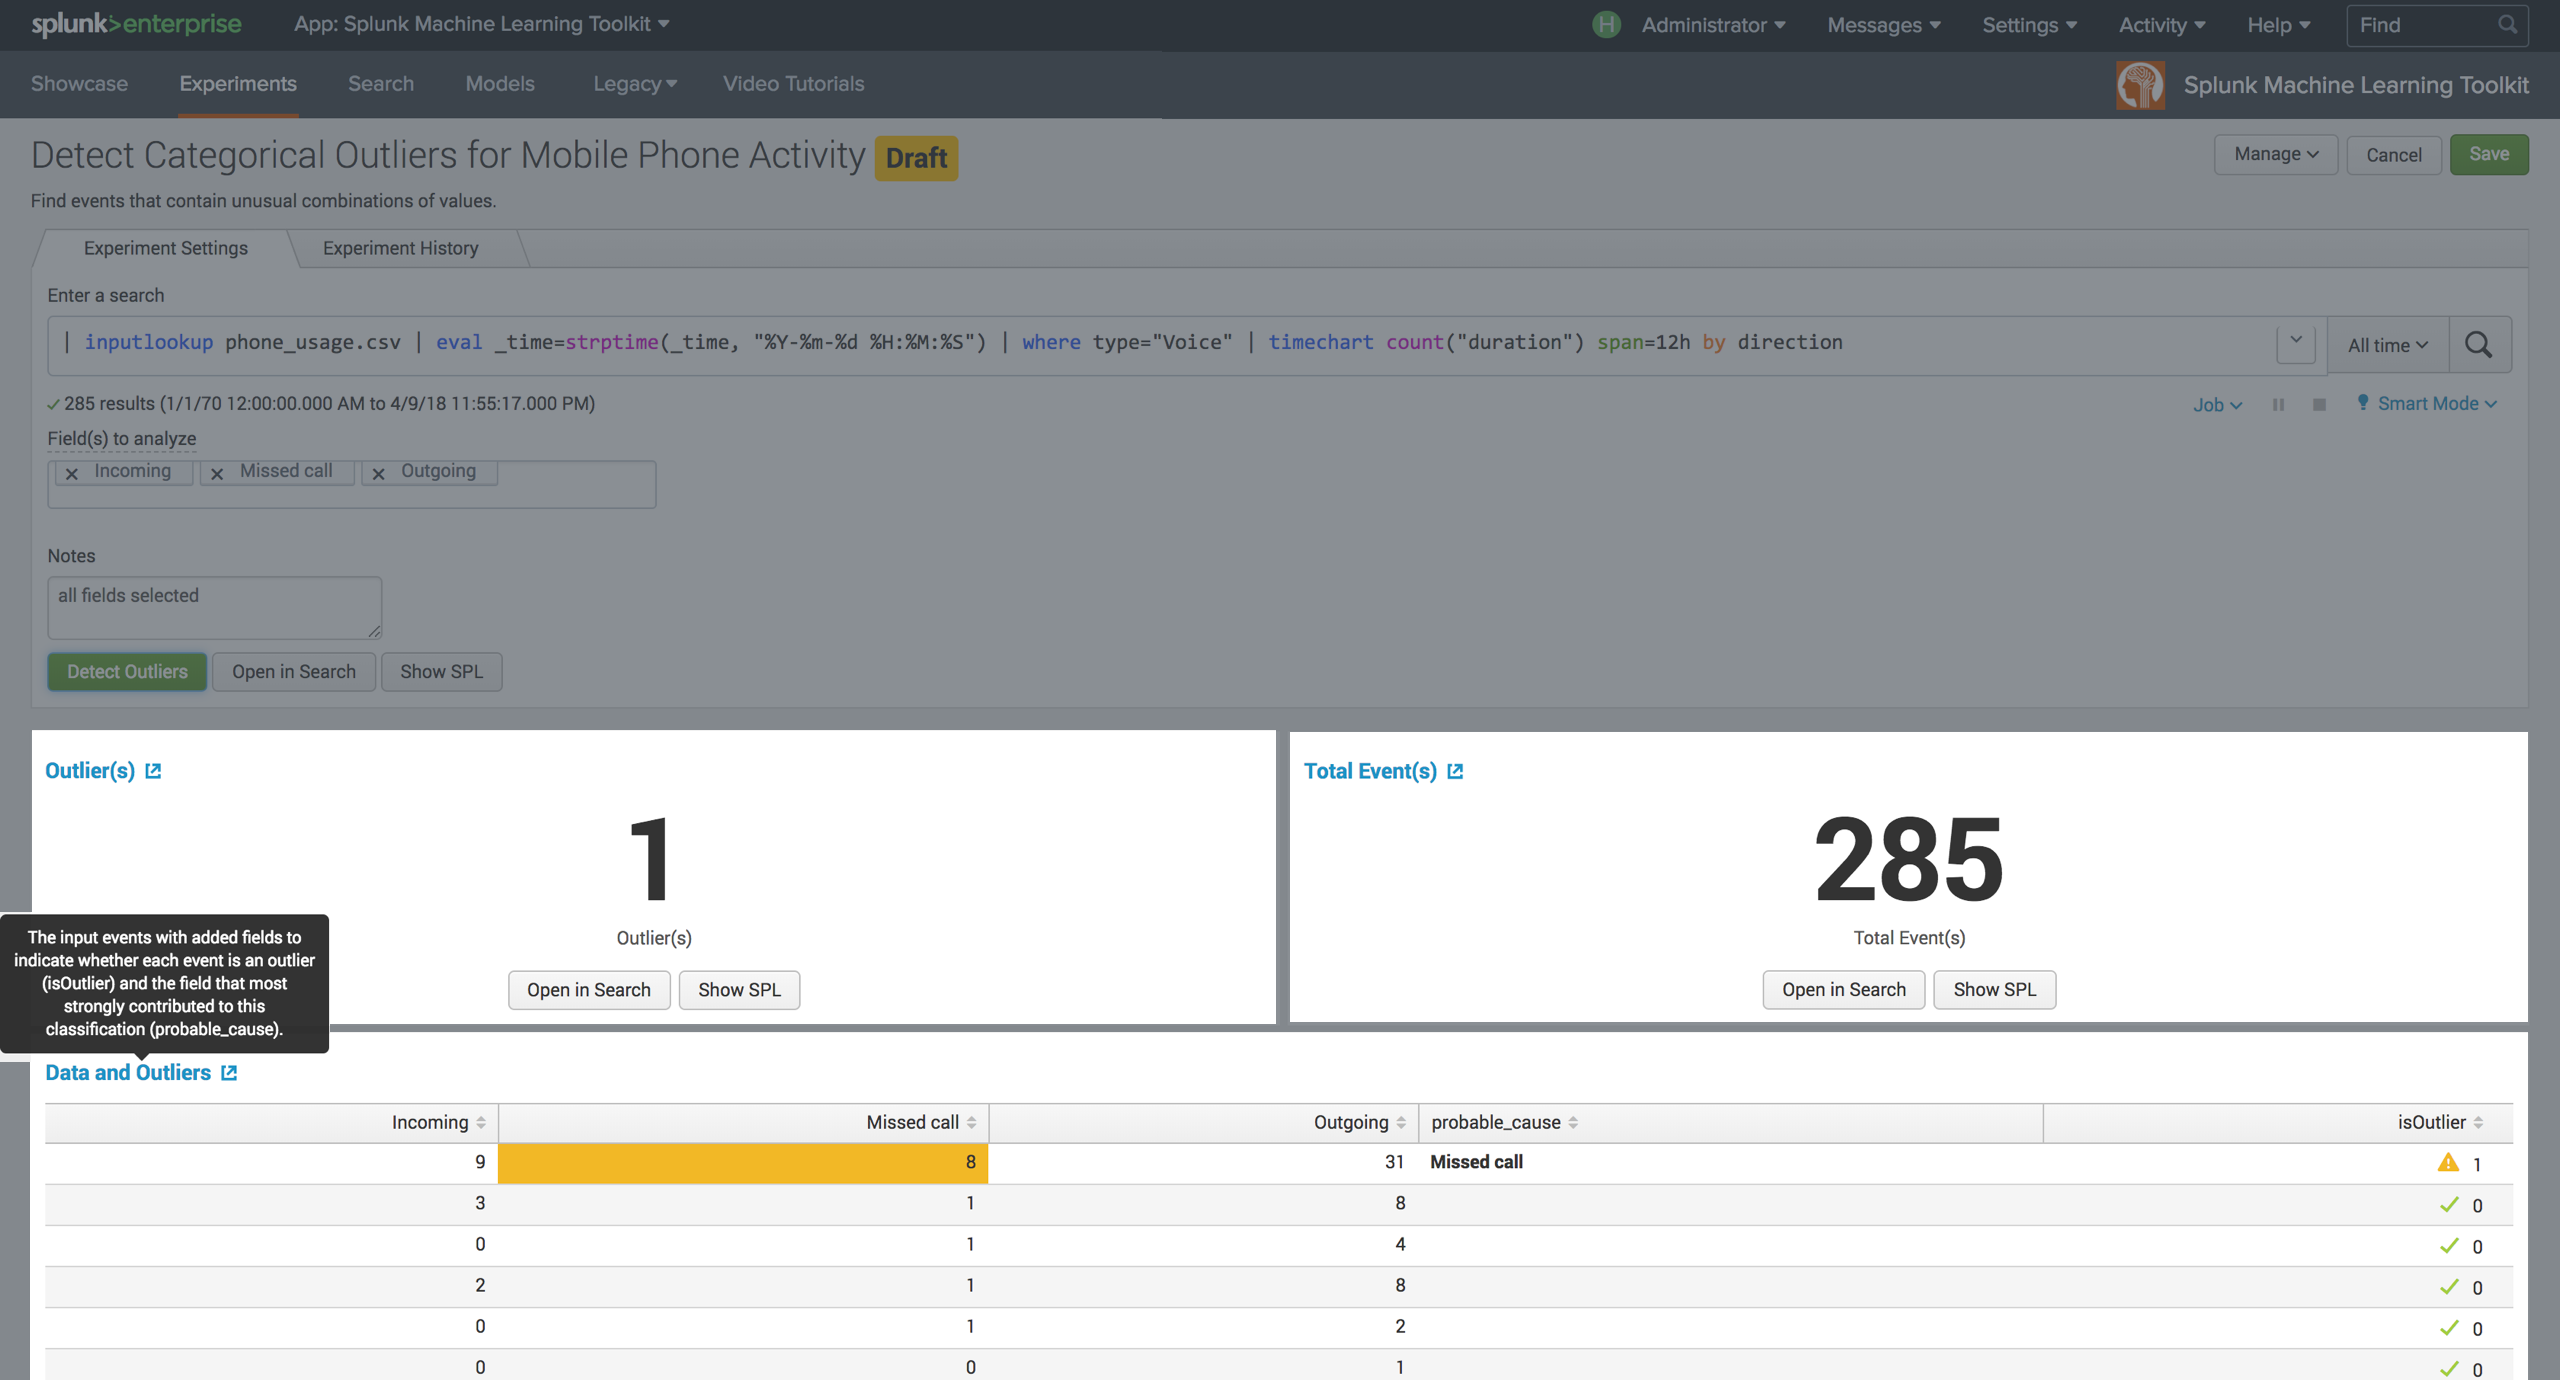 splunk>enterprise App: Splunk Machine Learning Toolkit H Administrator Messages Settings Activity Help Find
Showcase Experiments Search Models Legacy Video Tutorials Splunk Machine Learning Toolkit
Detect Categorical Outliers for Mobile Phone Activity Draft Manage Cancel Save
Find events that contain unusual combinations of values.
Experiment Settings Experiment History
Enter a search
| inputlookup phone_usage.csv | eval _time=strptime(_time, "%Y-%m-%d %H:%M:%S") | where type="Voice" | timechart count("duration") span=12h by direction All time
285 results (1/1/70 12:00:00.000 AM to 4/9/18 11:55:17.000 PM) Job Smart Mode
Field(s) to analyze
Incoming Missed call Outgoing
Notes
all fields selected
Detect Outliers Open in Search Show SPL
Outlier(s) Total Event(s)
1 285
Outlier(s) Total Event(s)
Open in Search Show SPL Open in Search Show SPL
The input events with added fields to
indicate whether each event is an outlier
(isOutlier) and the field that most
strongly contributed to this
classification (probable_cause).
Data and Outliers
Incoming Missed call Outgoing probable_cause isOutlier
9 8 31 Missed call 1
3 1 8 0
0 1 4 0
2 1 8 0
0 1 2 0
0 0 1 0